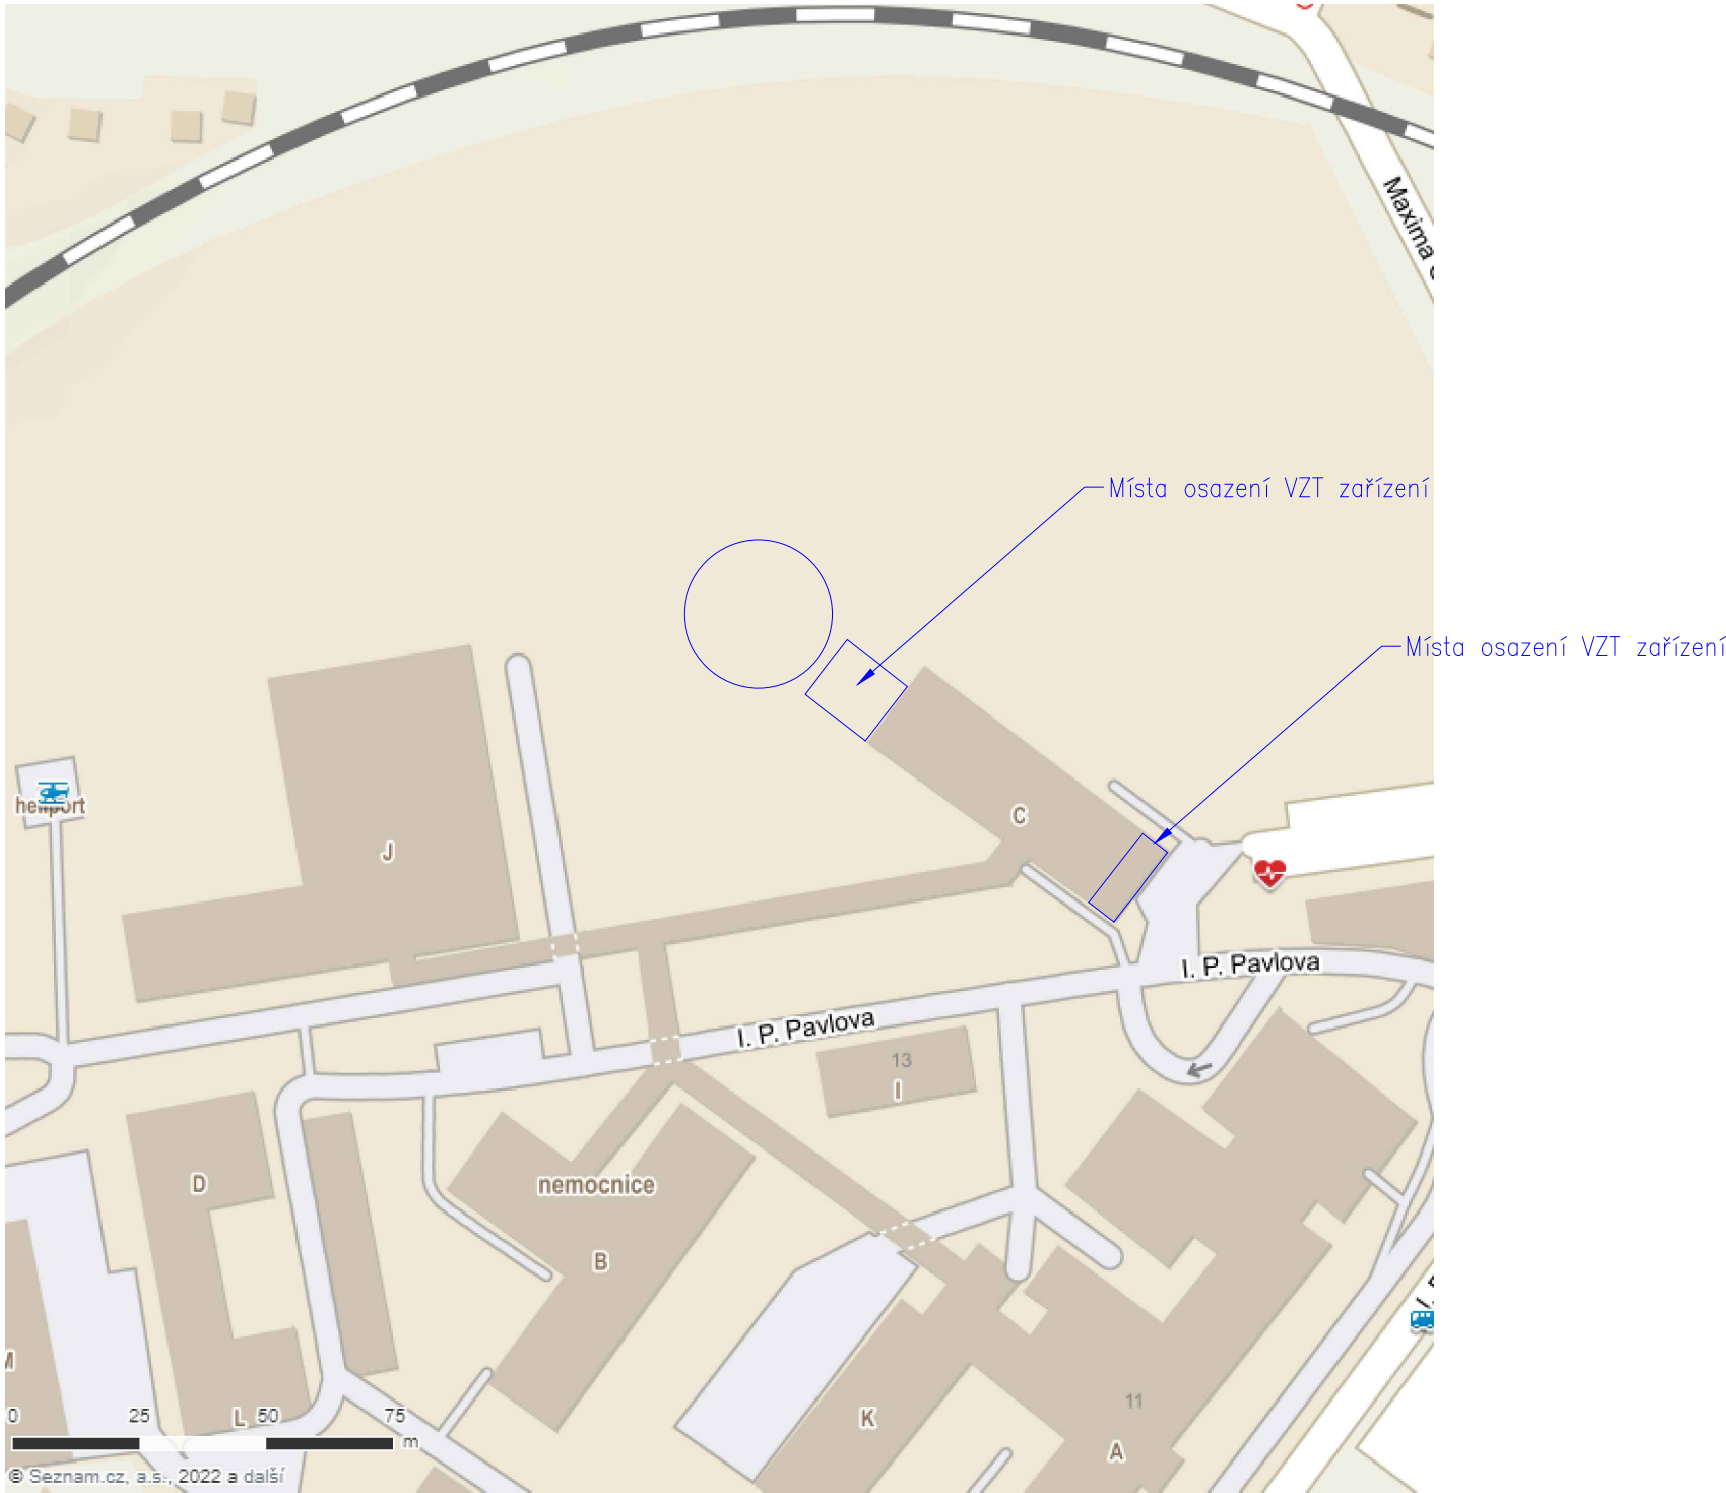 Maxima
Místa osazení VZT zařízení
Místa osazení VZT zařízení
heliport
J
C
I. P. Pavlova
I. P. Pavlova
13
I
D
nemocnice
B
M
0 25 50 75 m
L
K
11
A
© Seznam.cz, a.s., 2022 a další